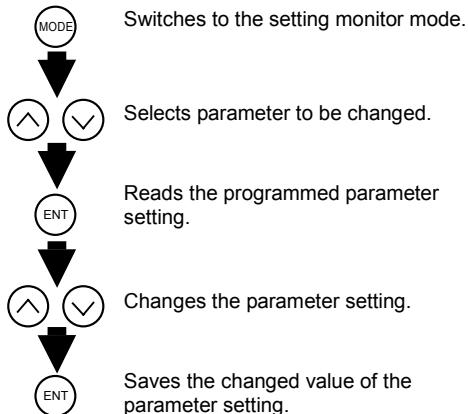 MODE
Switches to the setting monitor mode.
Selects parameter to be changed.
Reads the programmed parameter
ENT
setting.
Changes the parameter setting.
Saves the changed value of the
ENT
parameter setting.